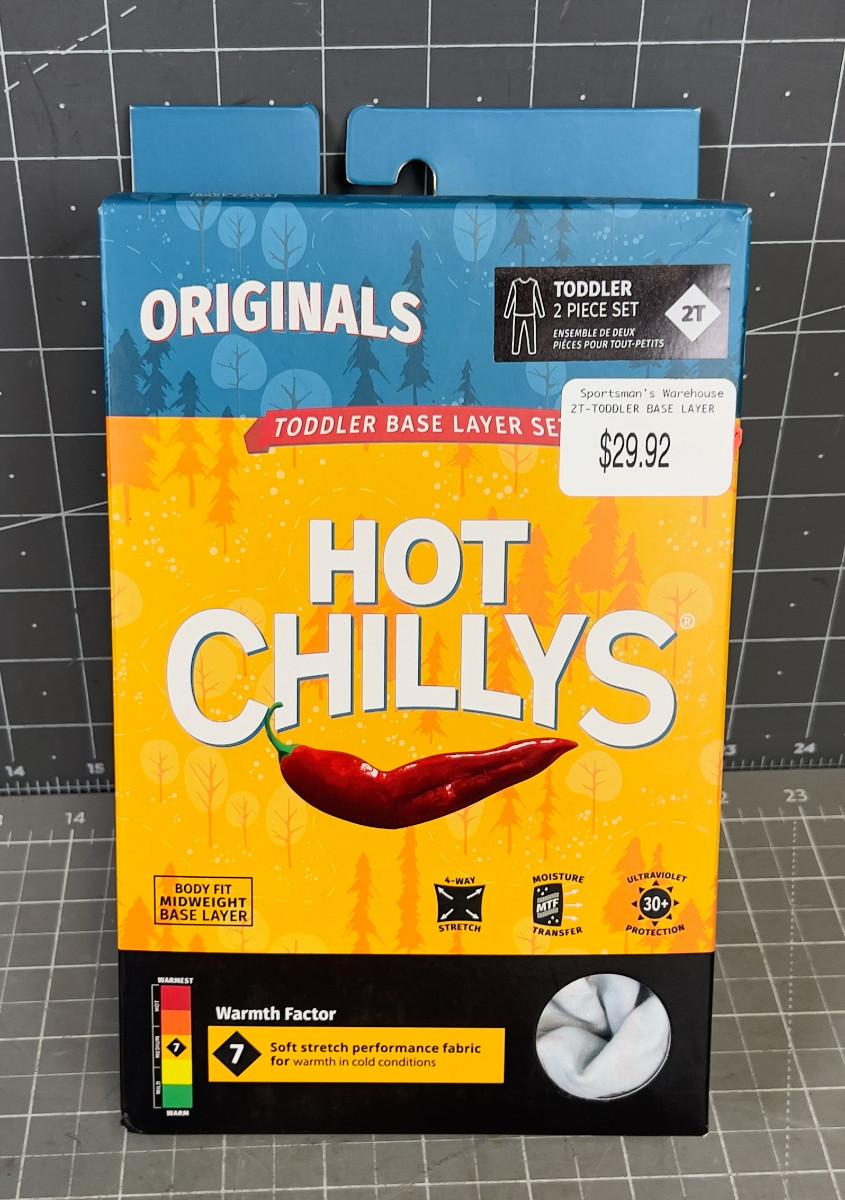 ORIGINALS
TODDLER
2 PIECE SET
ENSEMBLE DE DEUX
PIÈCES POUR TOUT-PETITS
2T
Sportsman's Warehouse
2T-TODDLER BASE LAYER
$29.92
TODDLER BASE LAYER SE
HOT
CHILLYS®
BODY FIT
MIDWEIGHT
BASE LAYER
4-WAY
STRETCH
MOISTURE
MTF
TRANSFER
ULTRAVIOLET
30+
PROTECTION
WARMEST
HOT
MEDIUM
MILD
7
WARM
Warmth Factor
7
Soft stretch performance fabric
for warmth in cold conditions
14
15
14
23
24
2
23